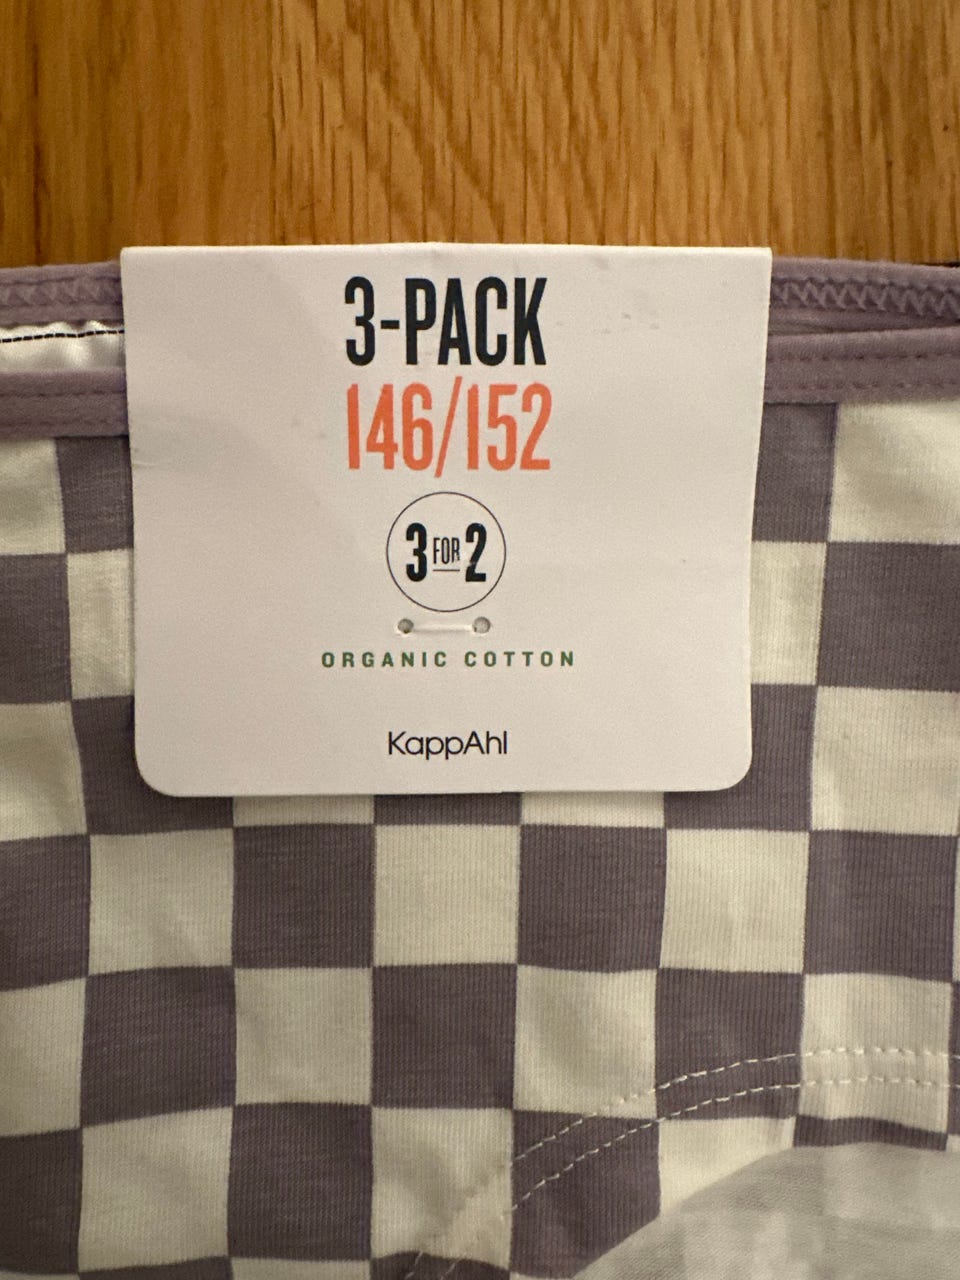 3-PACK
146/152
3 FOR 2
ORGANIC COTTON
KappAhl